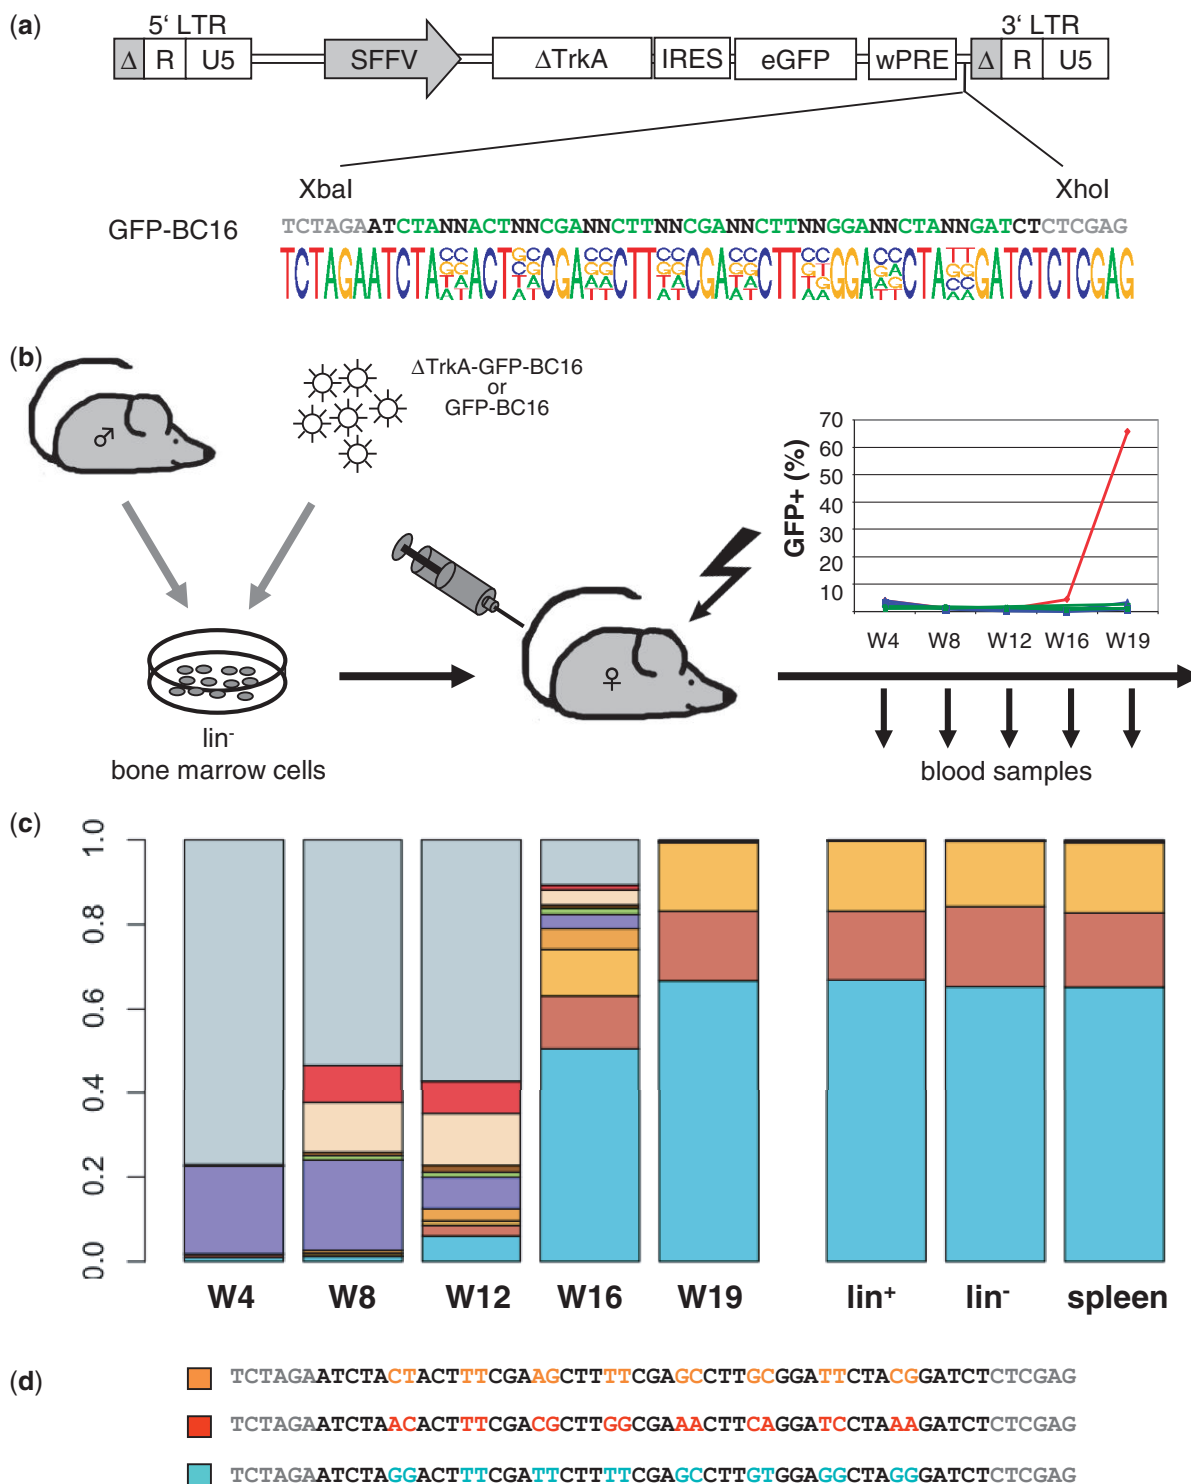 (a)
5‘ LTR
3‘ LTR
Δ R U5 SFFV ΔTrkA IRES eGFP wPRE Δ R U5
XbaI XhoI
GFP-BC16 TCTAGAATCTANNACTNNCGANNCTTNNCGANNCTTNNGGANNCTANNGATCTCTCGAG
(b)
ΔTrkA-GFP-BC16
or
GFP-BC16
♂
♀
lin-
bone marrow cells
GFP+ (%)
70
60
50
40
30
20
10
W4 W8 W12 W16 W19
blood samples
(c)
1.0
0.8
0.6
0.4
0.2
0.0
W4 W8 W12 W16 W19 lin+ lin- spleen
(d)
TCTAGAATCTACTACTTTCGAAGCTTTTCGAGCCTTGCGGATTCTACGGATCTCTCGAG
TCTAGAATCTAACACTTTCGACGCTTGGCGAAACTTCAGGATCCTAAAGATCTCTCGAG
TCTAGAATCTAGGACTTTCGATTCTTTTCGAGCCTTGTGGAGGCTAGGGATCTCTCGAG